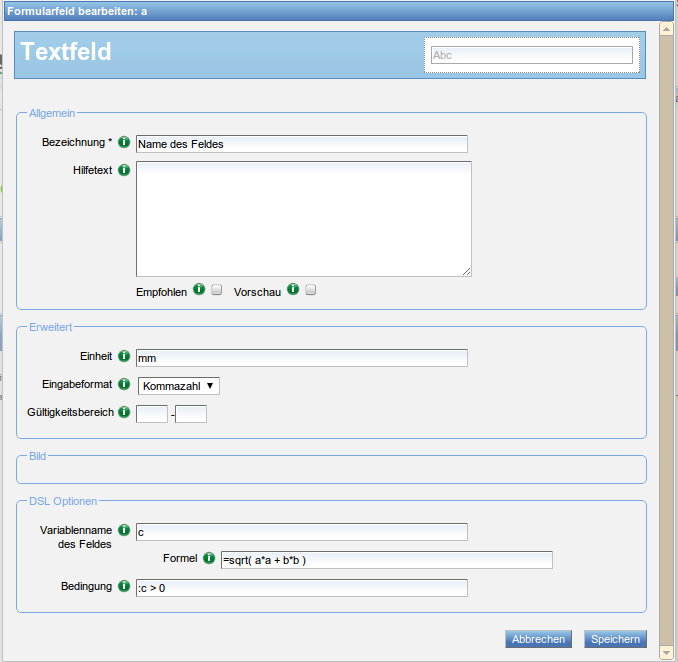 Formularfeld bearbeiten: a
Textfeld
Abc
Allgemein
Bezeichnung * Name des Feldes
Hilfetext
Empfohlen Vorschau
Erweitert
Einheit mm
Eingabeformat Kommazahl ▼
Gültigkeitsbereich -
Bild
DSL Optionen
Variablenname c
des Feldes
Formel =sqrt( a*a + b*b )
Bedingung :c > 0
Abbrechen Speichern